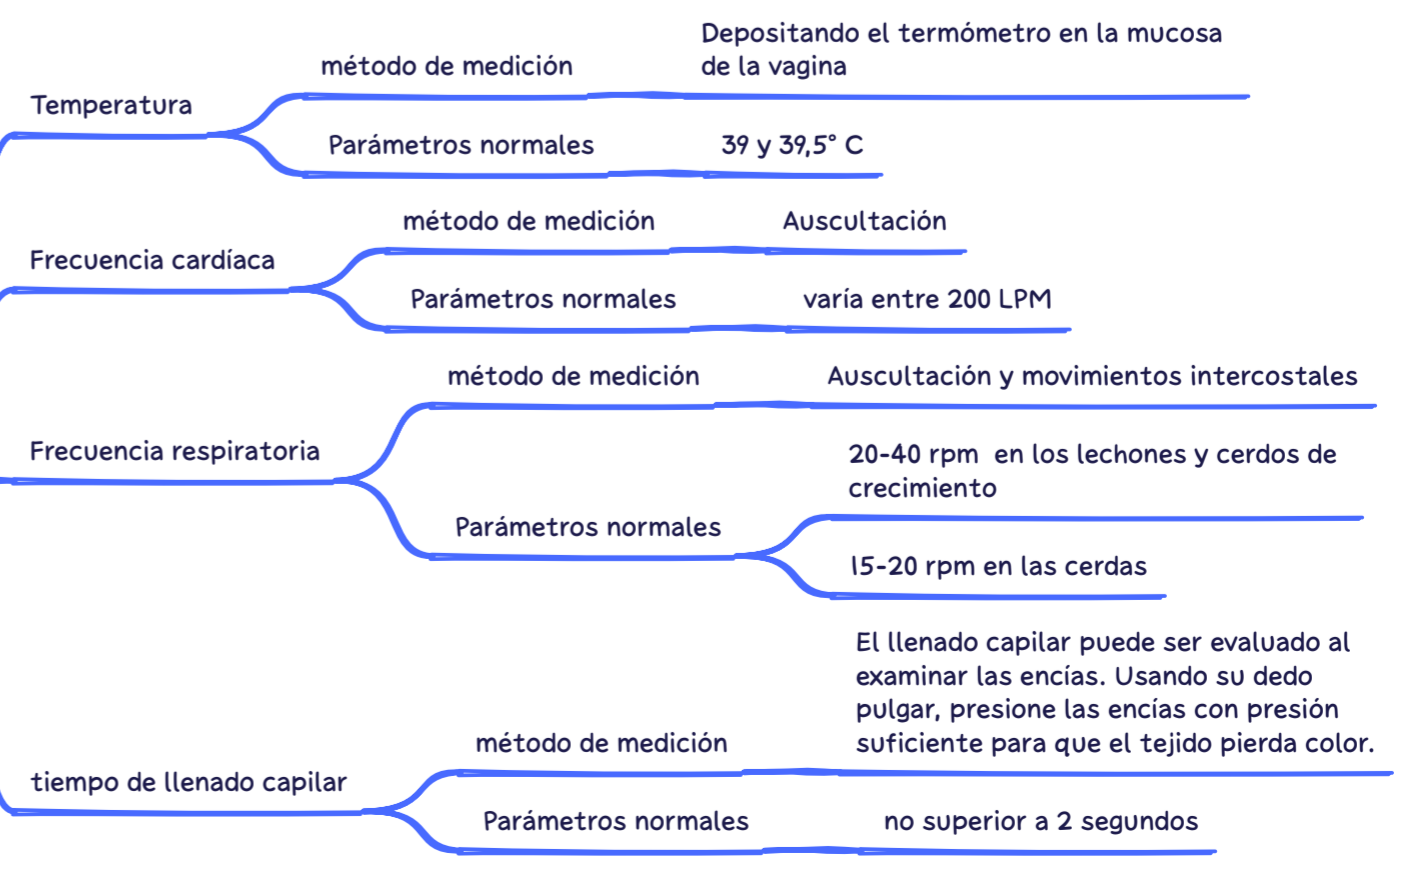 Temperatura
método de medición
Depositando el termómetro en la mucosa
de la vagina
Parámetros normales
39 y 39,5° C
Frecuencia cardíaca
método de medición
Auscultación
Parámetros normales
varía entre 200 LPM
Frecuencia respiratoria
método de medición
Auscultación y movimientos intercostales
Parámetros normales
20-40 rpm  en los lechones y cerdos de
crecimiento
15-20 rpm en las cerdas
tiempo de llenado capilar
método de medición
El llenado capilar puede ser evaluado al
examinar las encías. Usando su dedo
pulgar, presione las encías con presión
suficiente para que el tejido pierda color.
Parámetros normales
no superior a 2 segundos